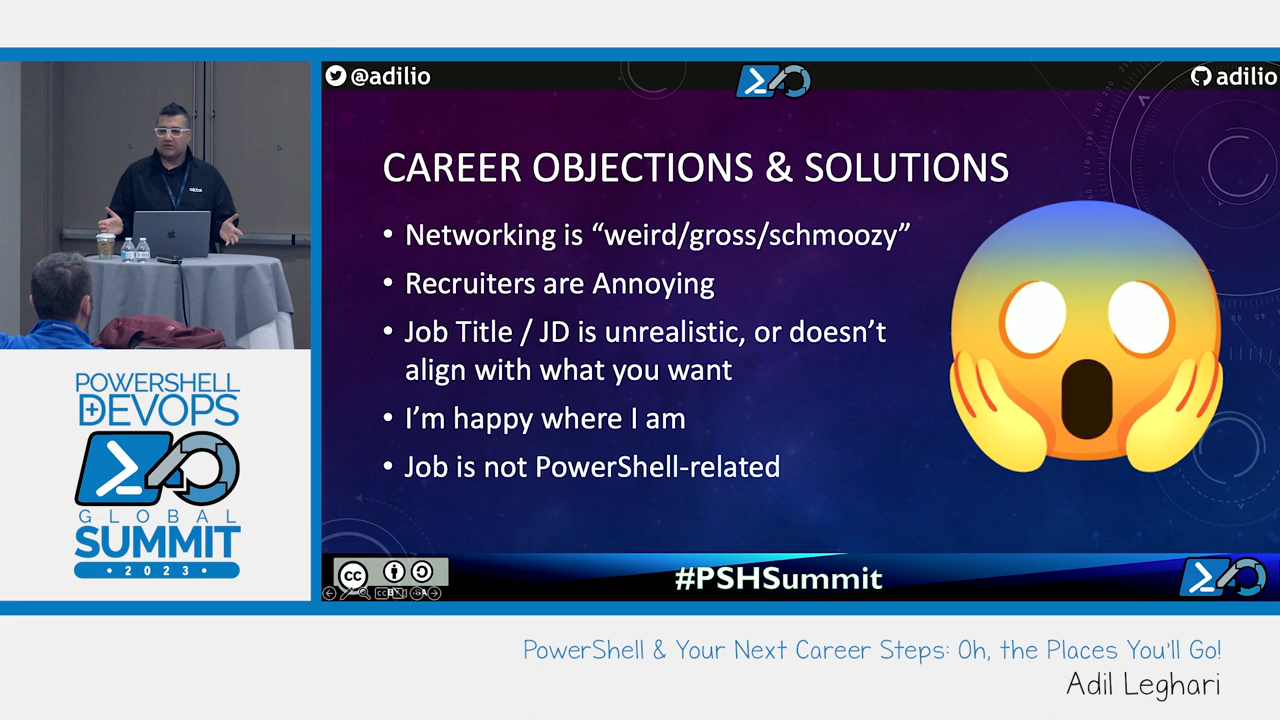 @adilio
adilio
CAREER OBJECTIONS & SOLUTIONS
• Networking is “weird/gross/schmoozy”
• Recruiters are Annoying
• Job Title / JD is unrealistic, or doesn’t
align with what you want
• I’m happy where I am
• Job is not PowerShell-related
POWERSHELL
+DEVOPS
GLOBAL
SUMMIT
• 2023 •
cc
#PSHSummit
PowerShell & Your Next Career Steps: Oh, the Places You'll Go!
Adil Leghari